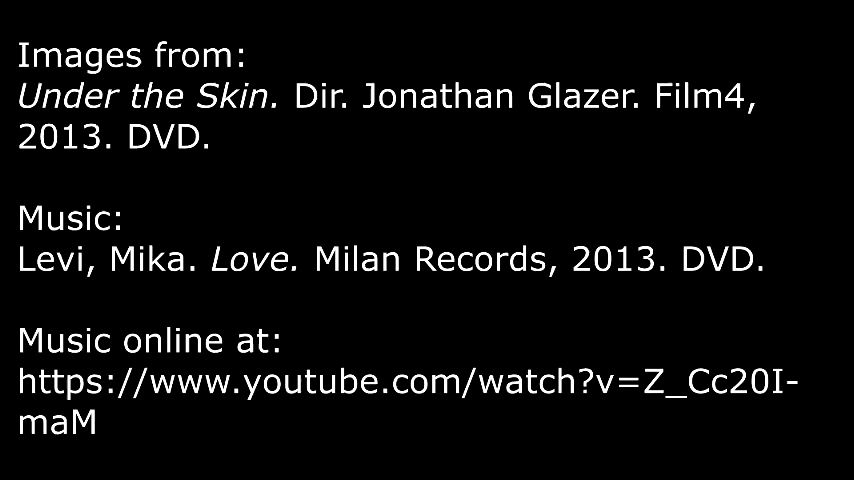 Images from:
Under the Skin. Dir. Jonathan Glazer. Film4,
2013. DVD.
Music:
Levi, Mika. Love. Milan Records, 2013. DVD.
Music online at:
https://www.youtube.com/watch?v=Z_Cc20I-
maM